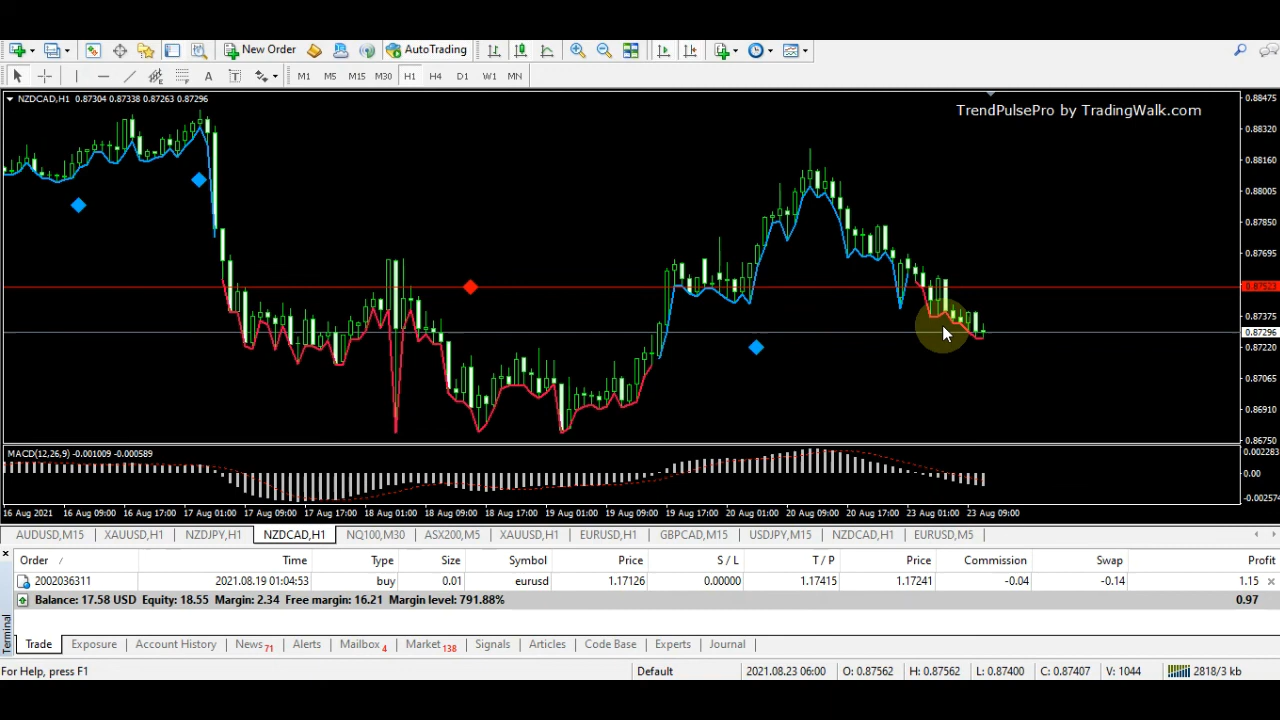 New Order AutoTrading
A T M1 M5 M15 M30 H1 H4 D1 W1 MN
NZDCAD,H1 0.87304 0.87338 0.87263 0.87296
TrendPulsePro by TradingWalk.com
0.88475
0.88320
0.88160
0.88005
0.87850
0.87695
0.87523
0.87375
0.87296
0.87220
0.87065
0.86910
0.86750
MACD(12,26,9) -0.001009 -0.000589
0.002283
0.00
-0.002574
16 Aug 2021 16 Aug 09:00 16 Aug 17:00 17 Aug 01:00 17 Aug 09:00 17 Aug 17:00 18 Aug 01:00 18 Aug 09:00 18 Aug 17:00 19 Aug 01:00 19 Aug 09:00 19 Aug 17:00 20 Aug 01:00 20 Aug 09:00 20 Aug 17:00 23 Aug 01:00 23 Aug 09:00
AUDUSD,M15 XAUUSD,H1 NZDJPY,H1 NZDCAD,H1 NQ100,M30 ASX200,M5 XAUUSD,H1 EURUSD,H1 GBPCAD,M15 USDJPY,M15 NZDCAD,H1 EURUSD,M5
Order / Time Type Size Symbol Price S / L T / P Price Commission Swap Profit
2002036311 2021.08.19 01:04:53 buy 0.01 eurusd 1.17126 0.00000 1.17415 1.17241 -0.04 -0.14 1.15
Balance: 17.58 USD Equity: 18.55 Margin: 2.34 Free margin: 16.21 Margin level: 791.88% 0.97
Terminal
Trade Exposure Account History News 71 Alerts Mailbox 4 Market 138 Signals Articles Code Base Experts Journal
For Help, press F1 Default 2021.08.23 06:00 O: 0.87562 H: 0.87562 L: 0.87400 C: 0.87407 V: 1044 2818/3 kb